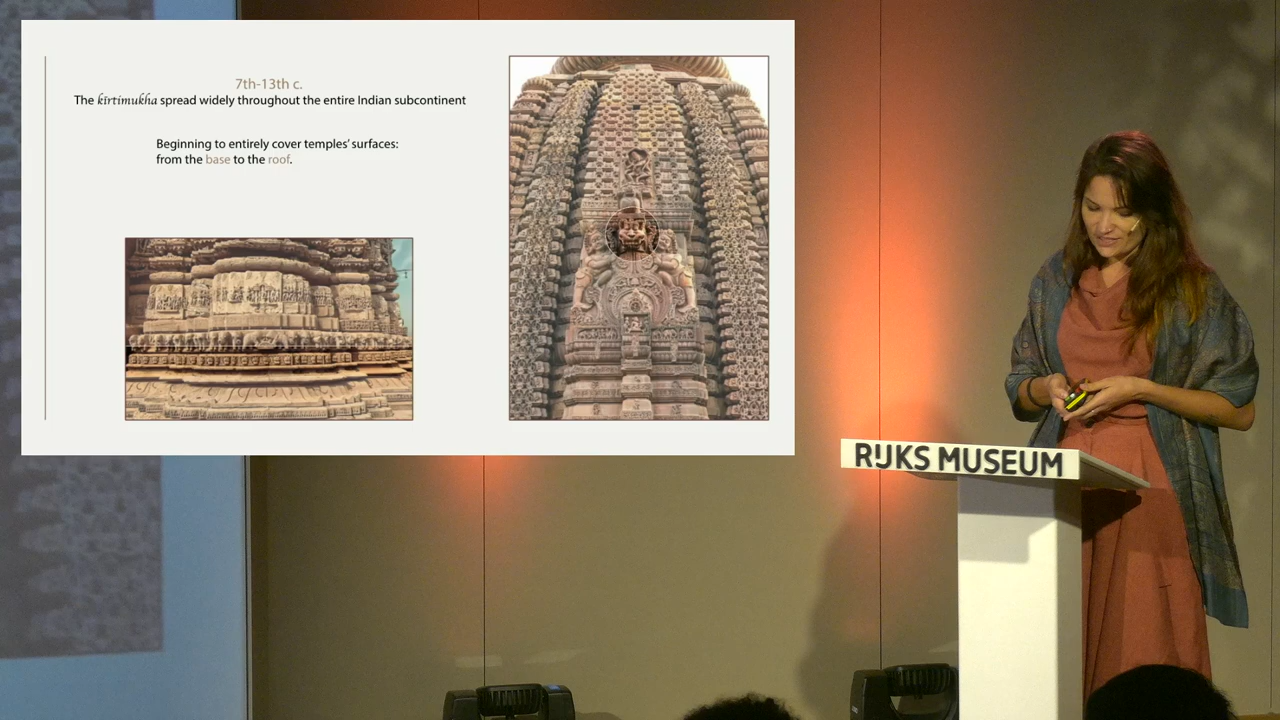 7th-13th c.
The kīrtimukha spread widely throughout the entire Indian subcontinent
Beginning to entirely cover temples' surfaces:
from the base to the roof.
RIJKS MUSEUM